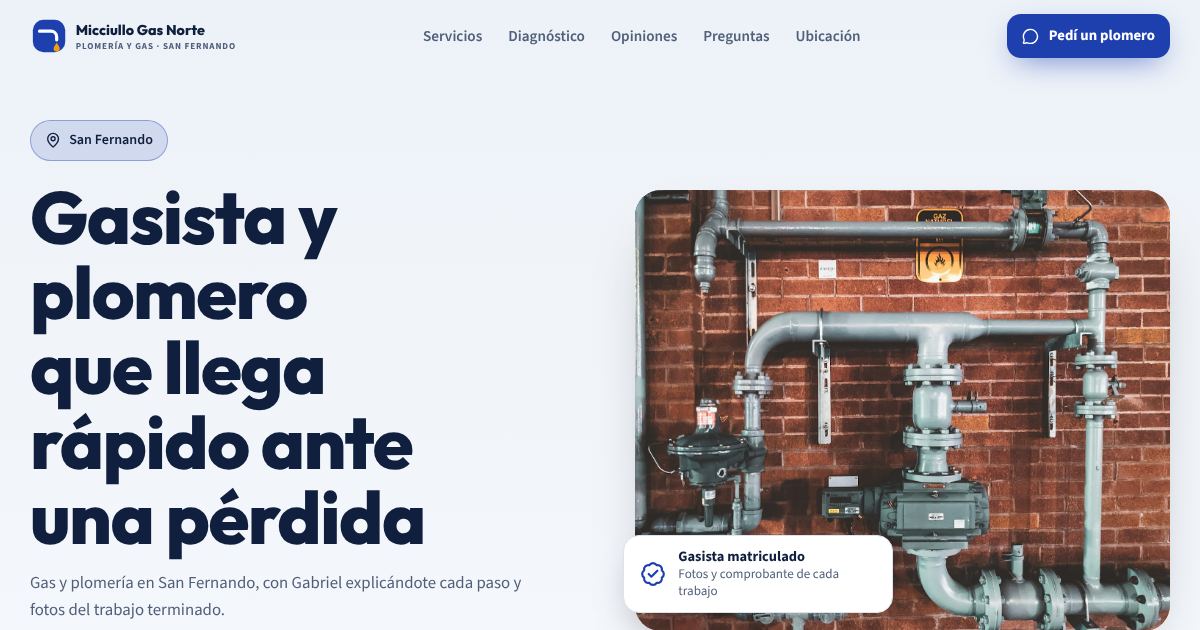 Micciullo Gas Norte
PLOMERÍA Y GAS · SAN FERNANDO
Servicios
Diagnóstico
Opiniones
Preguntas
Ubicación
Pedí un plomero
San Fernando
Gasista y
plomero
que llega
rápido ante
una pérdida
Gas y plomería en San Fernando, con Gabriel explicándote cada paso y
fotos del trabajo terminado.
GAZ
Gasista matriculado
Fotos y comprobante de cada
trabajo